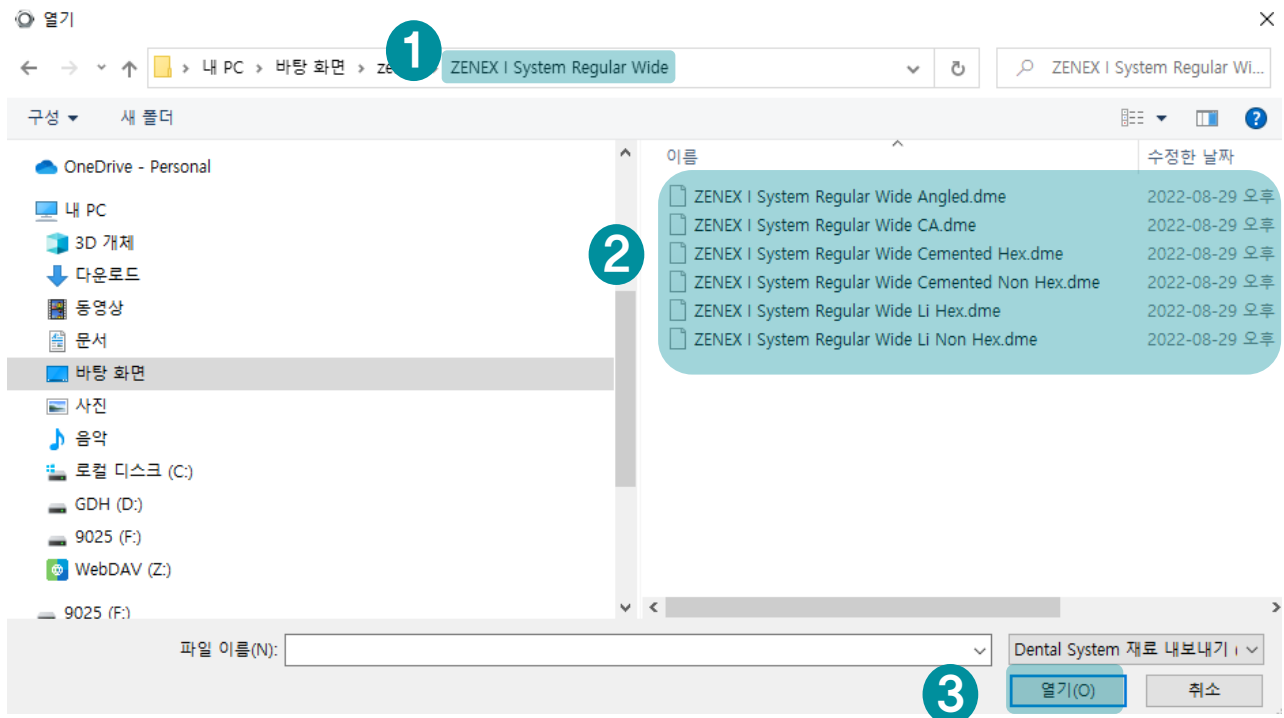 열기
1
내 PC > 바탕 화면 > ZENEX I System Regular Wide
ZENEX I System Regular Wi...
구성 새 폴더
이름 수정한 날짜
OneDrive - Personal
내 PC
3D 개체
다운로드
동영상
문서
바탕 화면
사진
음악
로컬 디스크 (C:)
GDH (D:)
9025 (F:)
WebDAV (Z:)
9025 (F:)
2
ZENEX I System Regular Wide Angled.dme 2022-08-29 오후
ZENEX I System Regular Wide CA.dme 2022-08-29 오후
ZENEX I System Regular Wide Cemented Hex.dme 2022-08-29 오후
ZENEX I System Regular Wide Cemented Non Hex.dme 2022-08-29 오후
ZENEX I System Regular Wide Li Hex.dme 2022-08-29 오후
ZENEX I System Regular Wide Li Non Hex.dme 2022-08-29 오후
파일 이름(N): Dental System 재료 내보내기 (
3
열기(O) 취소